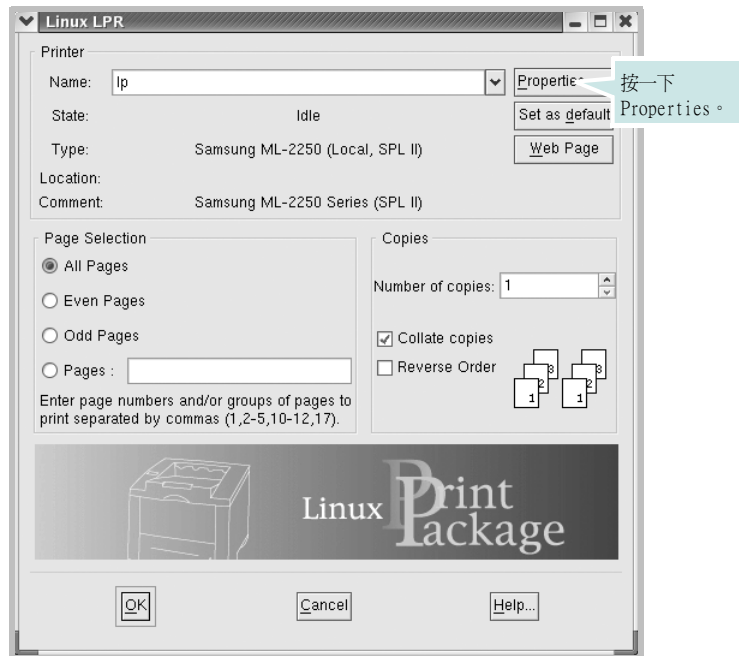 Linux LPR
Printer
Name: lp Properties
State: Idle Set as default
Type: Samsung ML-2250 (Local, SPL II) Web Page
Location:
Comment: Samsung ML-2250 Series (SPL II)
按一下
Properties。
Page Selection
All Pages
Even Pages
Odd Pages
Pages :
Enter page numbers and/or groups of pages to
print separated by commas (1,2-5,10-12,17).
Copies
Number of copies: 1
Collate copies
Reverse Order
1 2 3 1 2 3
Linux Print
Package
OK Cancel Help...